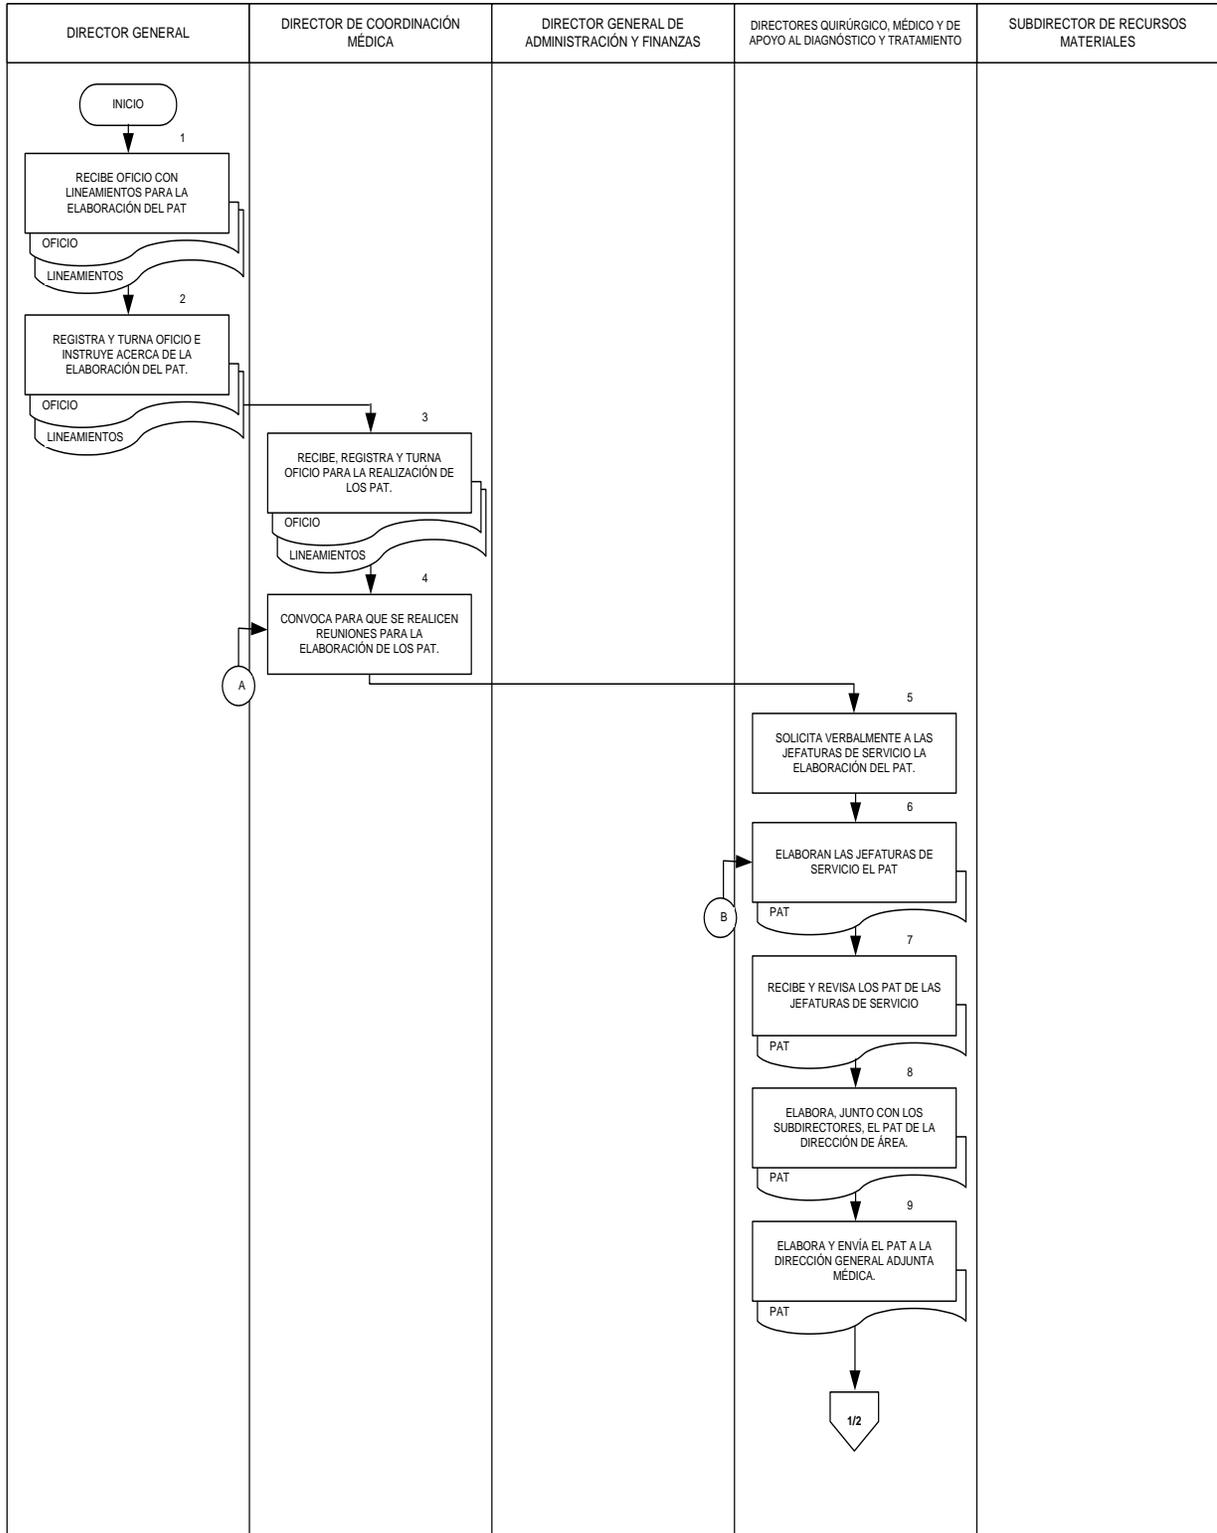 DIRECTOR GENERAL
DIRECTOR DE COORDINACIÓN
MÉDICA
DIRECTOR GENERAL DE
ADMINISTRACIÓN Y FINANZAS
DIRECTORES QUIRÚRGICO, MÉDICO Y DE
APOYO AL DIAGNÓSTICO Y TRATAMIENTO
SUBDIRECTOR DE RECURSOS
MATERIALES
INICIO
1
RECIBE OFICIO CON
LINEAMIENTOS PARA LA
ELABORACIÓN DEL PAT
OFICIO
LINEAMIENTOS
2
REGISTRA Y TURNA OFICIO E
INSTRUYE ACERCA DE LA
ELABORACIÓN DEL PAT.
OFICIO
LINEAMIENTOS
3
RECIBE, REGISTRA Y TURNA
OFICIO PARA LA REALIZACIÓN DE
LOS PAT.
OFICIO
LINEAMIENTOS
4
CONVOCA PARA QUE SE REALICEN
REUNIONES PARA LA
ELABORACIÓN DE LOS PAT.
A
5
SOLICITA VERBALMENTE A LAS
JEFATURAS DE SERVICIO LA
ELABORACIÓN DEL PAT.
6
ELABORAN LAS JEFATURAS DE
SERVICIO EL PAT
PAT
B
7
RECIBE Y REVISA LOS PAT DE LAS
JEFATURAS DE SERVICIO
PAT
8
ELABORA, JUNTO CON LOS
SUBDIRECTORES, EL PAT DE LA
DIRECCIÓN DE ÁREA.
PAT
9
ELABORA Y ENVÍA EL PAT A LA
DIRECCIÓN GENERAL ADJUNTA
MÉDICA.
PAT
1/2